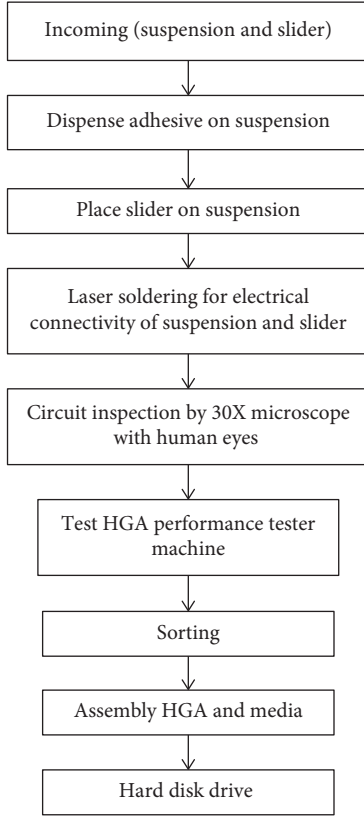 Incoming (suspension and slider)
Dispense adhesive on suspension
Place slider on suspension
Laser soldering for electrical
connectivity of suspension and slider
Circuit inspection by 30X microscope
with human eyes
Test HGA performance tester
machine
Sorting
Assembly HGA and media
Hard disk drive